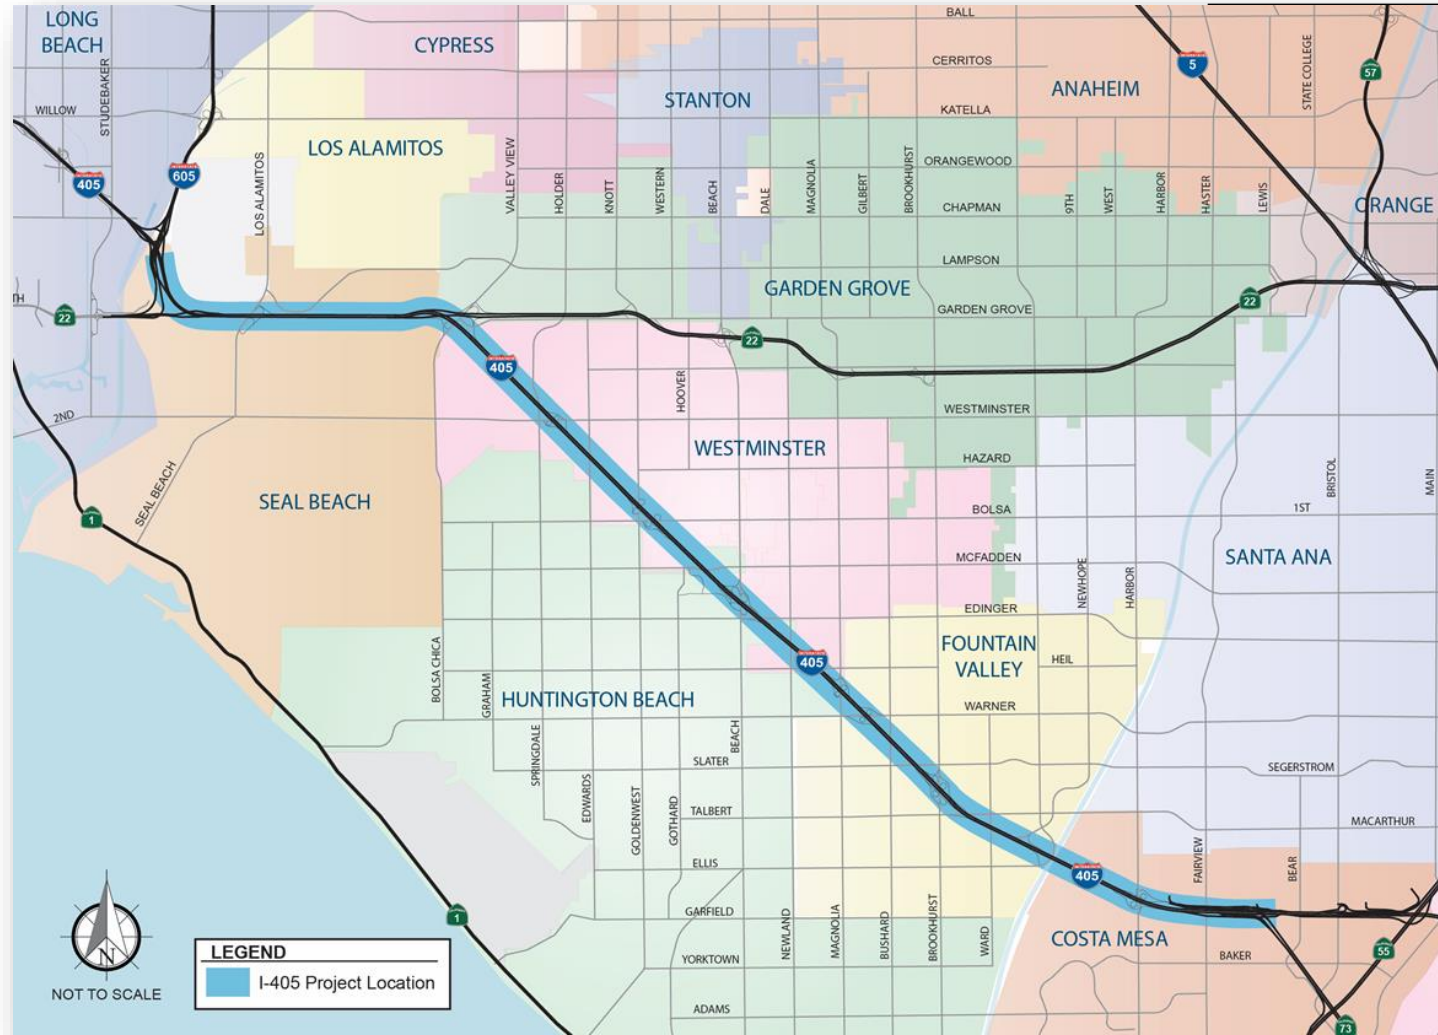 LONG
BEACH
CYPRESS
BALL
CERRITOS
5
57
STATE COLLEGE
STANTON
ANAHEIM
KATELLA
WILLOW
STUDEBAKER
LOS ALAMITOS
405
605
LOS ALAMITOS
VALLEY VIEW
HOLDER
KNOTT
WESTERN
BEACH
DALE
MAGNOLIA
GILBERT
BROOKHURST
ORANGEWOOD
CHAPMAN
9TH
WEST
HARBOR
HASTER
LEWIS
ORANGE
LAMPSON
GARDEN GROVE
GARDEN GROVE
TH
22
22
22
405
HOOVER
2ND
WESTMINSTER
WESTMINSTER
HAZARD
SEAL BEACH
SEAL BEACH
1
BOLSA
1ST
BRISTOL
MAIN
MCFADDEN
SANTA ANA
NEWHOPE
HARBOR
EDINGER
FOUNTAIN
VALLEY
HEIL
405
BOLSA CHICA
GRAHAM
HUNTINGTON BEACH
WARNER
SPRINGDALE
BEACH
SLATER
SEGERSTROM
EDWARDS
GOLDENWEST
GOTHARD
TALBERT
MACARTHUR
ELLIS
405
FAIRVIEW
BEAR
1
GARFIELD
NEWLAND
MAGNOLIA
BUSHARD
BROOKHURST
WARD
COSTA MESA
YORKTOWN
BAKER
55
ADAMS
73
N
NOT TO SCALE
LEGEND
I-405 Project Location